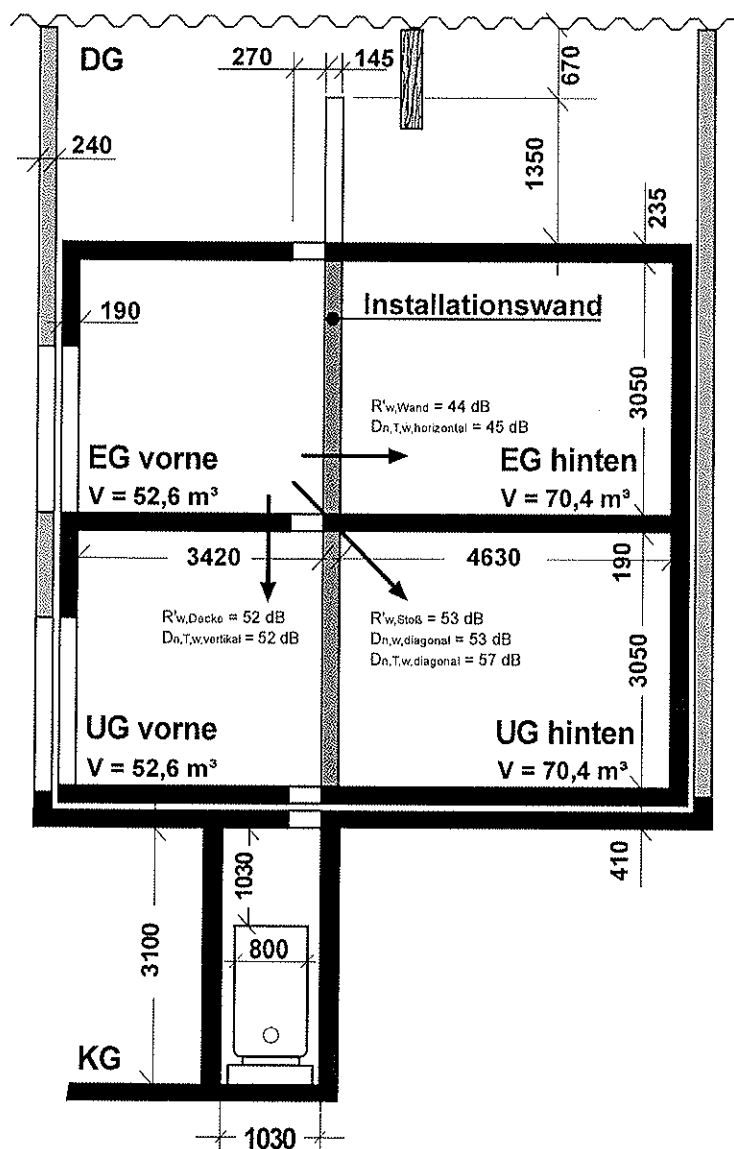 DG
270
145
670
240
1350
235
Installationswand
190
3050
R'w,Wand = 44 dB
Dn,T,w,horizontal = 45 dB
EG vorne
V = 52,6 m³
EG hinten
V = 70,4 m³
3420
4630
190
R'w,Decke = 52 dB
Dn,T,w,vertikal = 52 dB
R'w,Stoß = 53 dB
Dn,w,diagonal = 53 dB
Dn,T,w,diagonal = 57 dB
3050
UG vorne
V = 52,6 m³
UG hinten
V = 70,4 m³
410
1030
3100
800
KG
1030